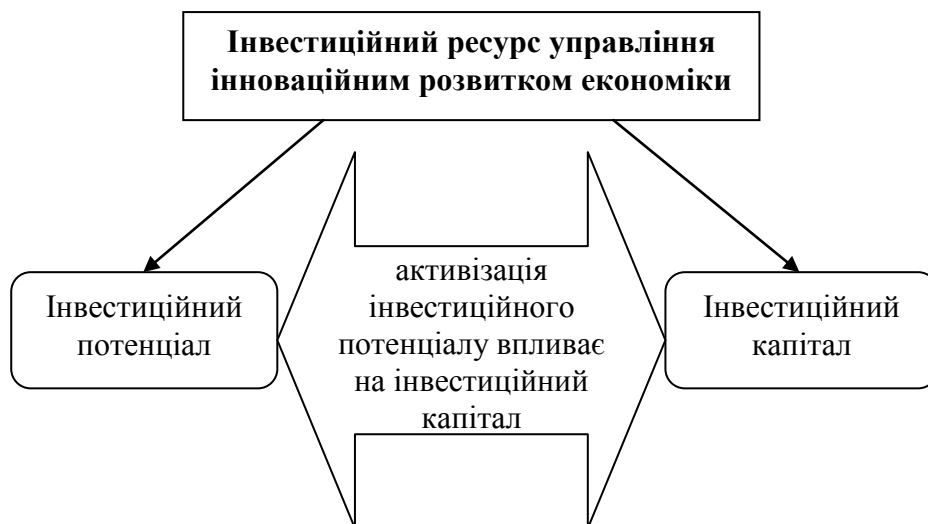 Інвестиційний ресурс управління
інноваційним розвитком економіки
Інвестиційний
потенціал
активізація
інвестиційного
потенціалу впливає
на інвестиційний
капітал
Інвестиційний
капітал